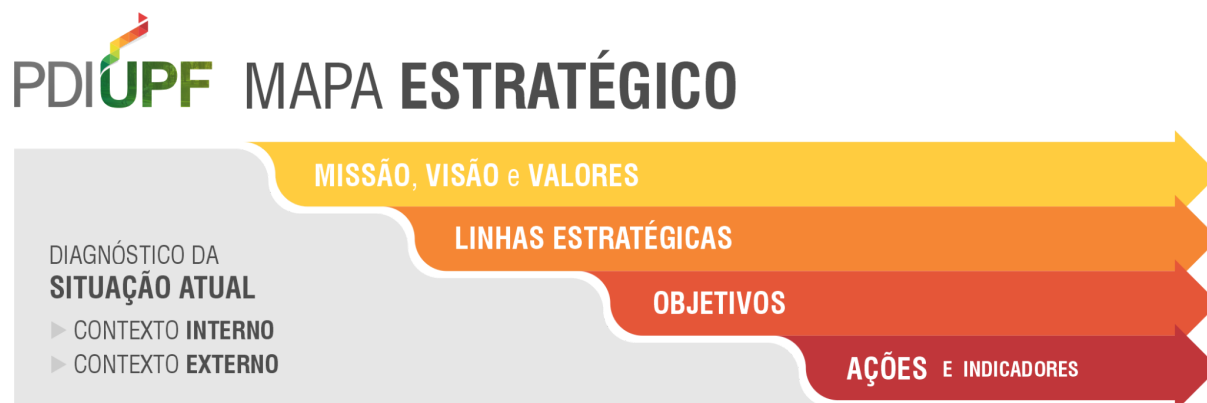 PDIUPF MAPA ESTRATÉGICO
MISSÃO, VISÃO e VALORES
LINHAS ESTRATÉGICAS
OBJETIVOS
AÇÕES E INDICADORES
DIAGNÓSTICO DA
SITUAÇÃO ATUAL
CONTEXTO INTERNO
CONTEXTO EXTERNO